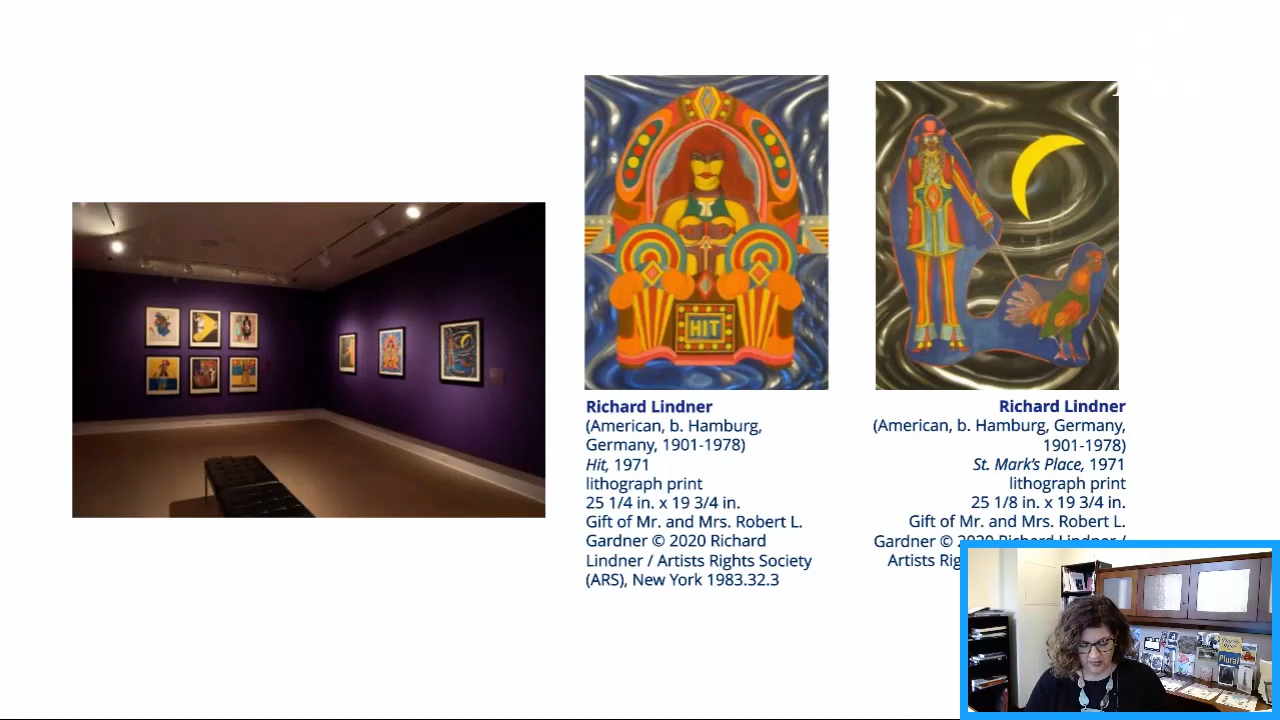 HIT
Richard Lindner
(American, b. Hamburg,
Germany, 1901-1978)
Hit, 1971
lithograph print
25 1/4 in. x 19 3/4 in.
Gift of Mr. and Mrs. Robert L.
Gardner © 2020 Richard
Lindner / Artists Rights Society
(ARS), New York 1983.32.3
Richard Lindner
(American, b. Hamburg, Germany,
1901-1978)
St. Mark's Place, 1971
lithograph print
25 1/8 in. x 19 3/4 in.
Gift of Mr. and Mrs. Robert L.
Gardner © 2020 Richard Lindner /
Artists
Plural